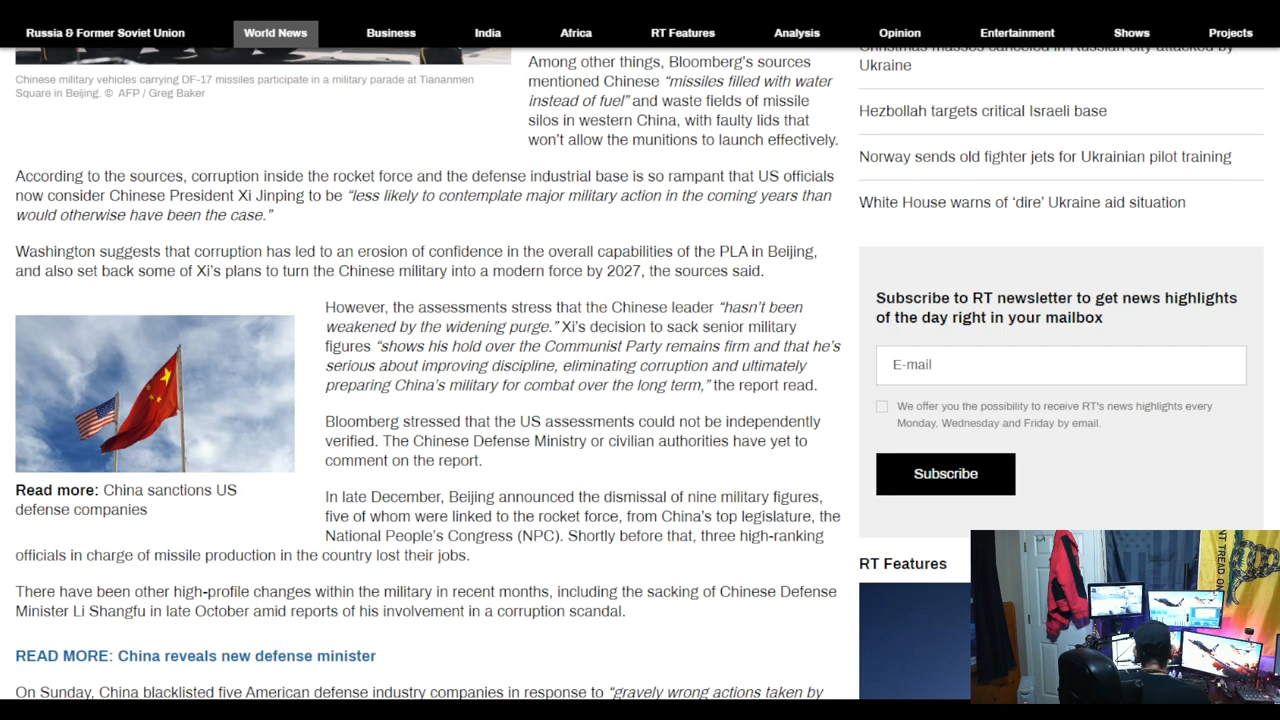 Russia & Former Soviet Union
World News
Business
India
Africa
RT Features
Analysis
Opinion
Entertainment
Shows
Projects
Chinese military vehicles carrying DF-17 missiles participate in a military parade at Tiananmen
Square in Beijing. © AFP / Greg Baker
Among other things, Bloomberg's sources
mentioned Chinese “missiles filled with water
instead of fuel” and waste fields of missile
silos in western China, with faulty lids that
won't allow the munitions to launch effectively.
According to the sources, corruption inside the rocket force and the defense industrial base is so rampant that US officials
now consider Chinese President Xi Jinping to be “less likely to contemplate major military action in the coming years than
would otherwise have been the case.”
Washington suggests that corruption has led to an erosion of confidence in the overall capabilities of the PLA in Beijing,
and also set back some of Xi's plans to turn the Chinese military into a modern force by 2027, the sources said.
However, the assessments stress that the Chinese leader “hasn't been
weakened by the widening purge.” Xi's decision to sack senior military
figures “shows his hold over the Communist Party remains firm and that he's
serious about improving discipline, eliminating corruption and ultimately
preparing China's military for combat over the long term,” the report read.
Read more: China sanctions US
defense companies
Bloomberg stressed that the US assessments could not be independently
verified. The Chinese Defense Ministry or civilian authorities have yet to
comment on the report.
In late December, Beijing announced the dismissal of nine military figures,
five of whom were linked to the rocket force, from China's top legislature, the
National People's Congress (NPC). Shortly before that, three high-ranking
officials in charge of missile production in the country lost their jobs.
There have been other high-profile changes within the military in recent months, including the sacking of Chinese Defense
Minister Li Shangfu in late October amid reports of his involvement in a corruption scandal.
READ MORE: China reveals new defense minister
On Sunday, China blacklisted five American defense industry companies in response to “gravely wrong actions taken by
Christmas masses canceled in Russian city attacked by
Ukraine
Hezbollah targets critical Israeli base
Norway sends old fighter jets for Ukrainian pilot training
White House warns of ‘dire’ Ukraine aid situation
Subscribe to RT newsletter to get news highlights
of the day right in your mailbox
E-mail
We offer you the possibility to receive RT's news highlights every
Monday, Wednesday and Friday by email.
Subscribe
RT Features